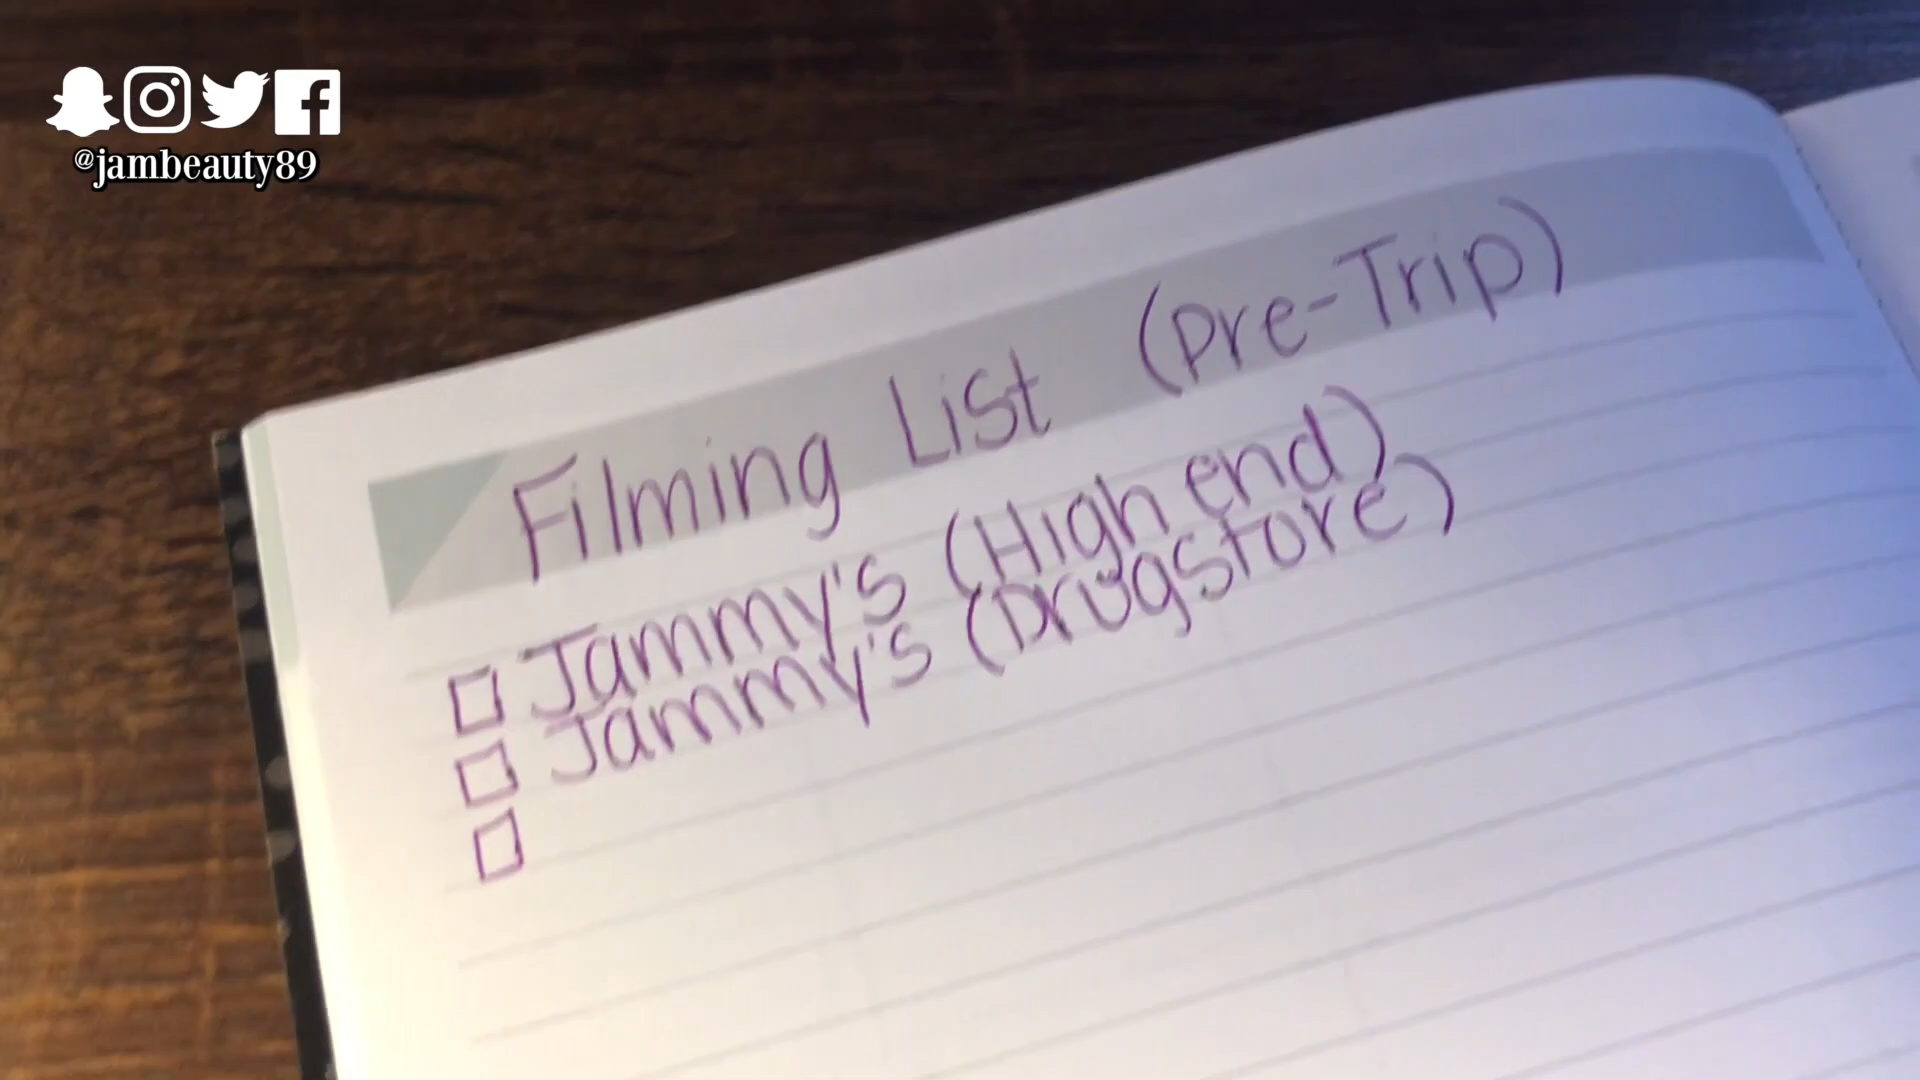 @jambeauty89
Filming List (Pre-Trip)
Jammy's (High end)
Jammy's (Drugstore)